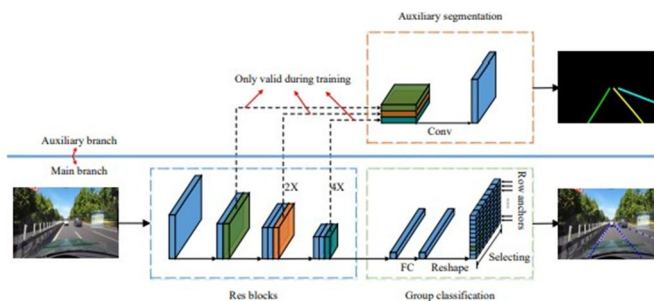 Auxiliary segmentation
Only valid during training
Conv
Auxiliary branch
Main branch
2X
4X
Row anchors
FC
Reshape
Selecting
Res blocks
Group classification